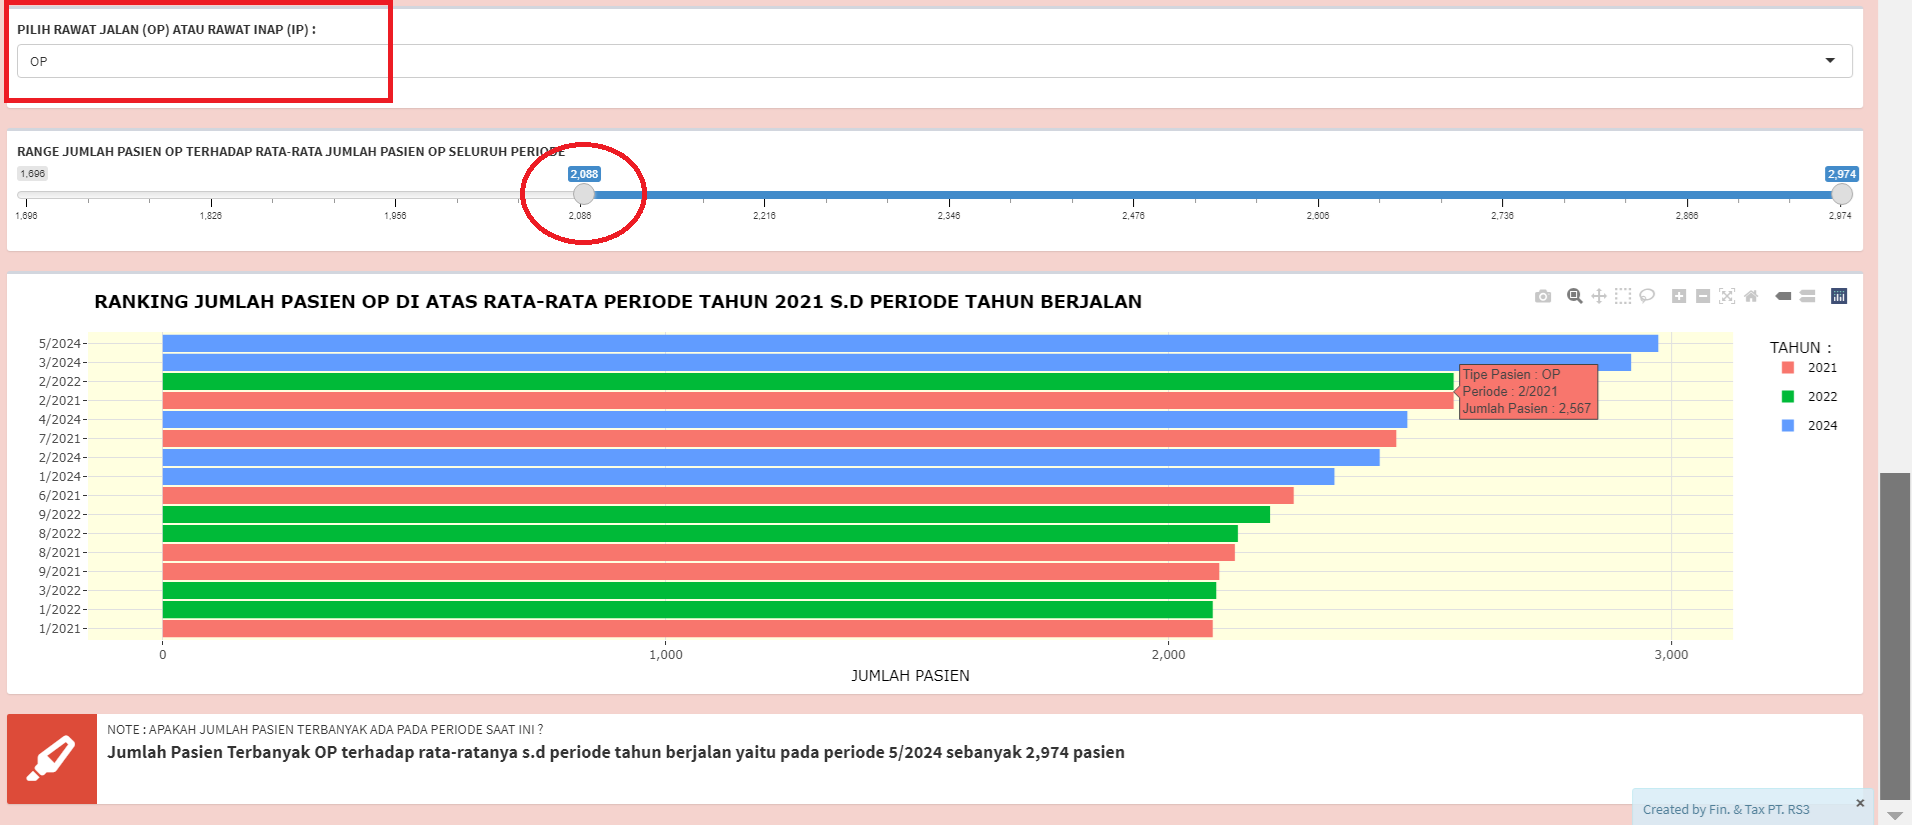 PILIH RAWAT JALAN (OP) ATAU RAWAT INAP (IP) :
OP
RANGE JUMLAH PASIEN OP TERHADAP RATA-RATA JUMLAH PASIEN OP SELURUH PERIODE
1,696
2,088
2,974
1,696 1,826 1,956 2,086 2,216 2,346 2,476 2,606 2,736 2,866 2,974
RANKING JUMLAH PASIEN OP DI ATAS RATA-RATA PERIODE TAHUN 2021 S.D PERIODE TAHUN BERJALAN
5/2024
3/2024
2/2022
2/2021
4/2024
7/2021
2/2024
1/2024
6/2021
9/2022
8/2022
8/2021
9/2021
3/2022
1/2022
1/2021
Tipe Pasien : OP
Periode : 2/2021
Jumlah Pasien : 2,567
TAHUN :
2021
2022
2024
0 1,000 2,000 3,000
JUMLAH PASIEN
NOTE : APAKAH JUMLAH PASIEN TERBANYAK ADA PADA PERIODE SAAT INI ?
Jumlah Pasien Terbanyak OP terhadap rata-ratanya s.d periode tahun berjalan yaitu pada periode 5/2024 sebanyak 2,974 pasien
Created by Fin. & Tax PT. RS3 ×